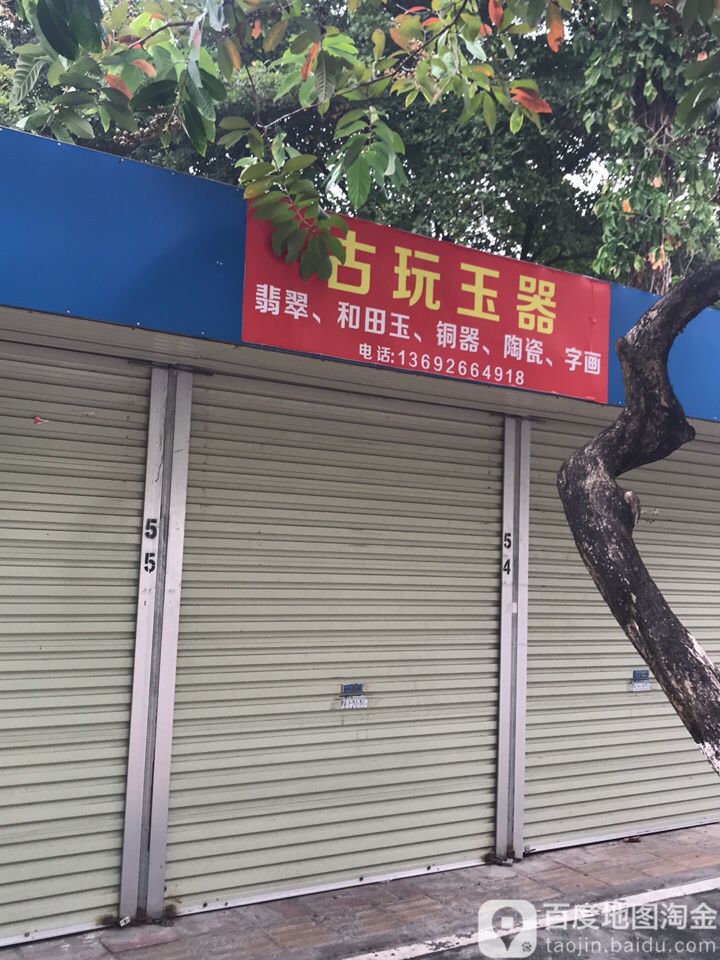 古玩玉器
翡翠、和田玉、铜器、陶瓷、字画
电话:13692664918
55
54
百度地图淘金
taojin.baidu.com